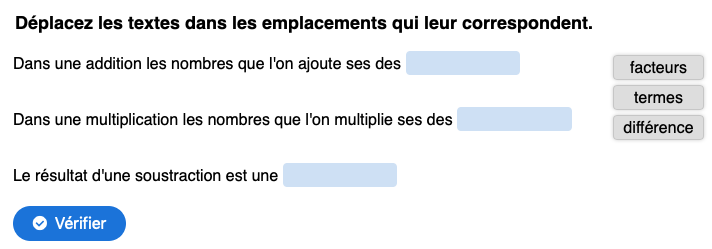 Déplacez les textes dans les emplacements qui leur correspondent.
Dans une addition les nombres que l'on ajoute ses des
facteurs
termes
Dans une multiplication les nombres que l'on multiplie ses des
différence
Le résultat d'une soustraction est une
Vérifier